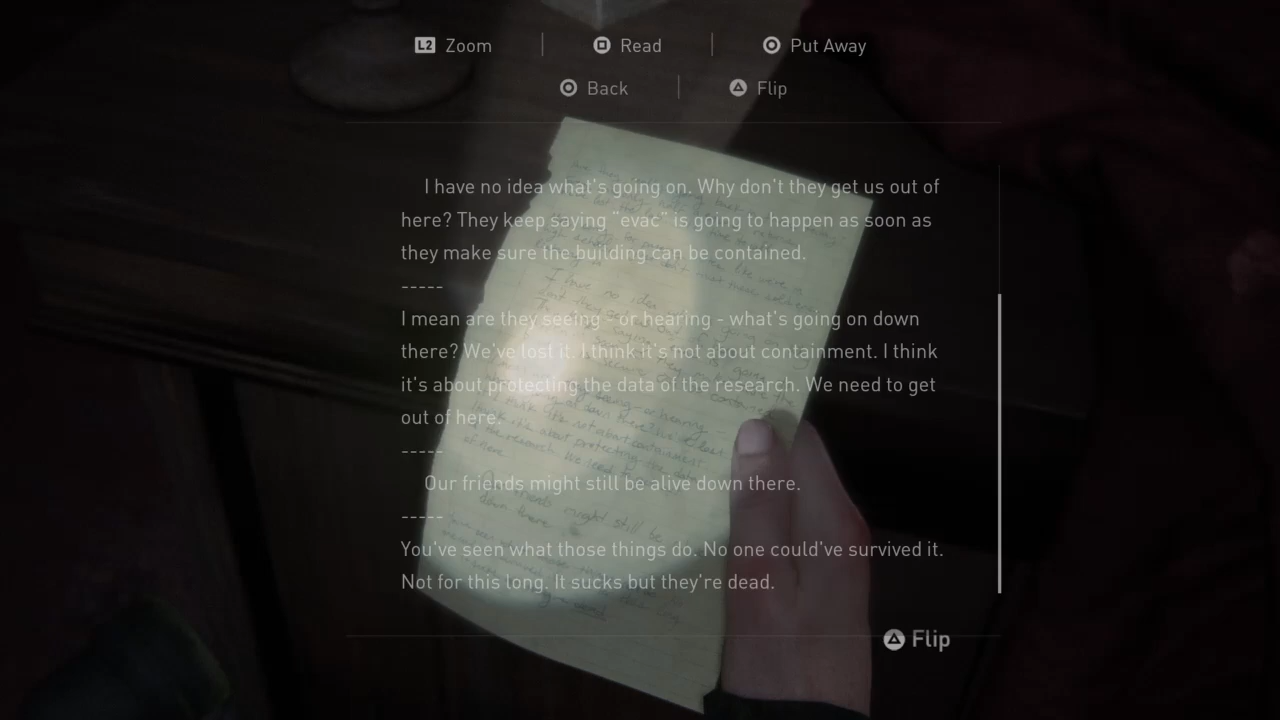 L2 Zoom | Read | Put Away
Back | Flip
I have no idea what's going on. Why don't they get us out of
here? They keep saying "evac" is going to happen as soon as
they make sure the building can be contained.
-----
I mean are they seeing - or hearing - what's going on down
there? We've lost it. I think it's not about containment. I think
it's about protecting the data of the research. We need to get
out of here.
-----
Our friends might still be alive down there.
-----
You've seen what those things do. No one could've survived it.
Not for this long. It sucks but they're dead.
Flip